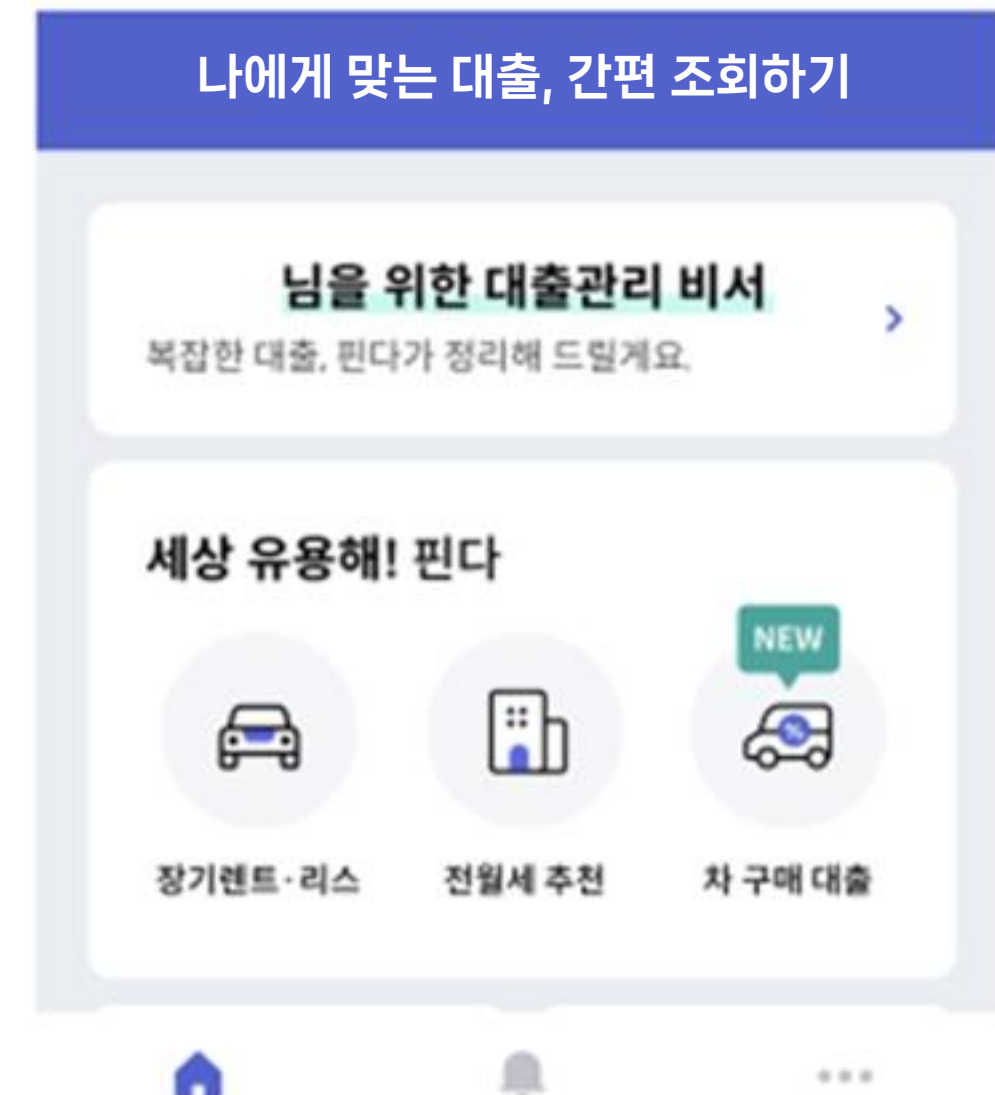 나에게 맞는 대출, 간편 조회하기
님을 위한 대출관리 비서
복잡한 대출, 핀다가 정리해 드릴게요.
세상 유용해! 핀다
NEW
%
장기렌트·리스
전월세 추천
차 구매 대출